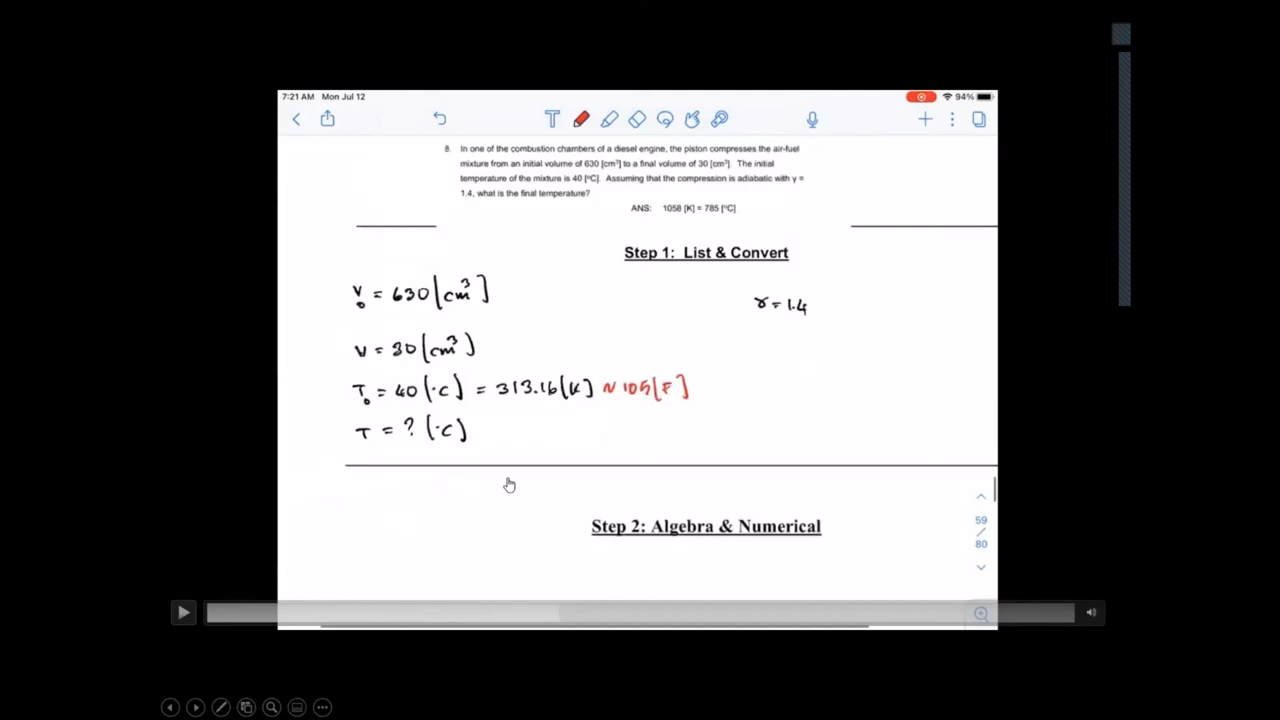 7:21 AM Mon Jul 12
94%
8. In one of the combustion chambers of a diesel engine, the piston compresses the air-fuel
mixture from an initial volume of 630 [cm³] to a final volume of 30 [cm³]. The initial
temperature of the mixture is 40 [ºC]. Assuming that the compression is adiabatic with γ =
1.4, what is the final temperature?
ANS: 1058 [K] = 785 [ºC]
Step 1: List & Convert
V₀ = 630 [cm³]
γ = 1.4
V = 30 [cm³]
T₀ = 40 [°C] = 313.16 [K] ~ 105 [F]
T = ? [°C]
Step 2: Algebra & Numerical
59
/
80